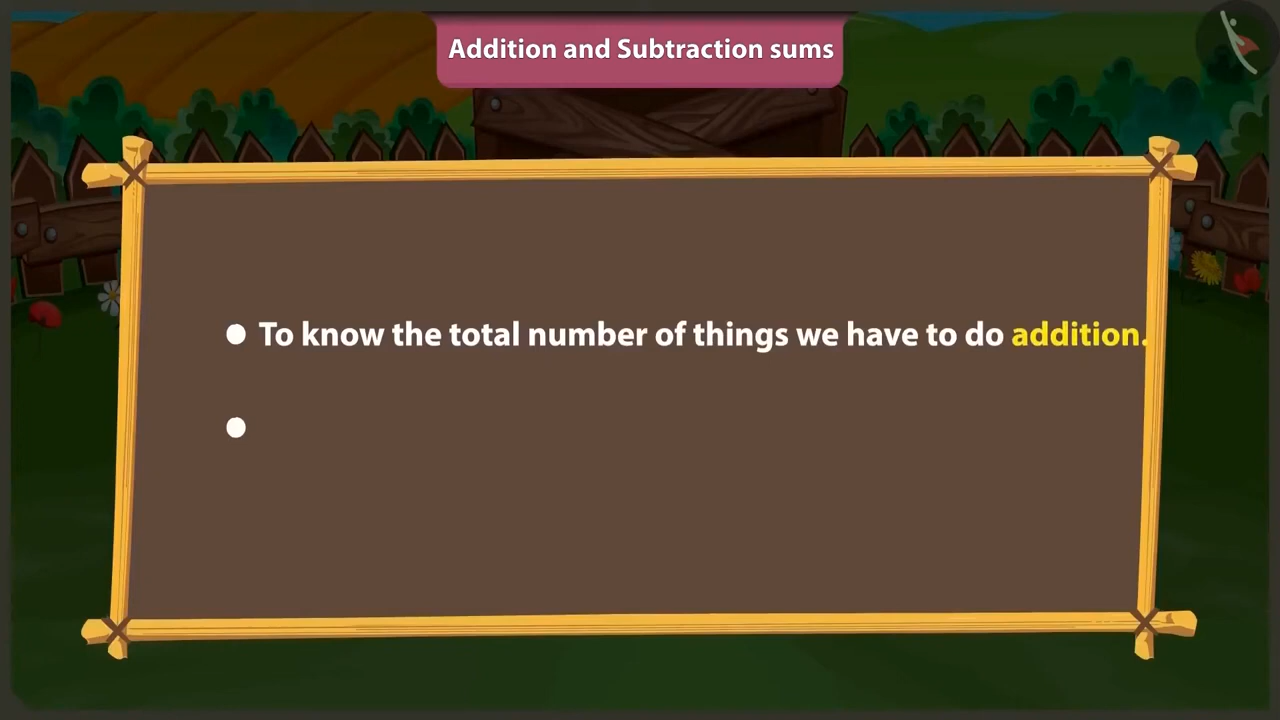 Addition and Subtraction sums
● To know the total number of things we have to do addition.
●